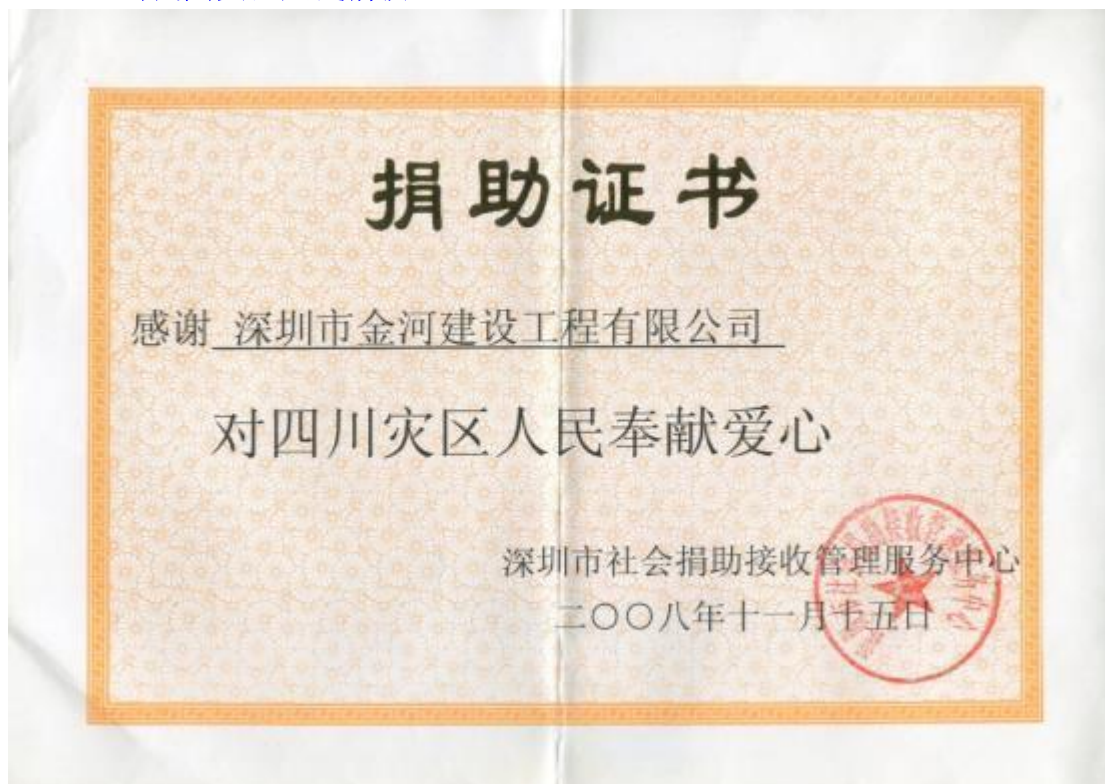 捐助证书
感谢 深圳市金河建设工程有限公司
对四川灾区人民奉献爱心
深圳市社会捐助接收管理服务中心
二〇〇八年十一月十五日